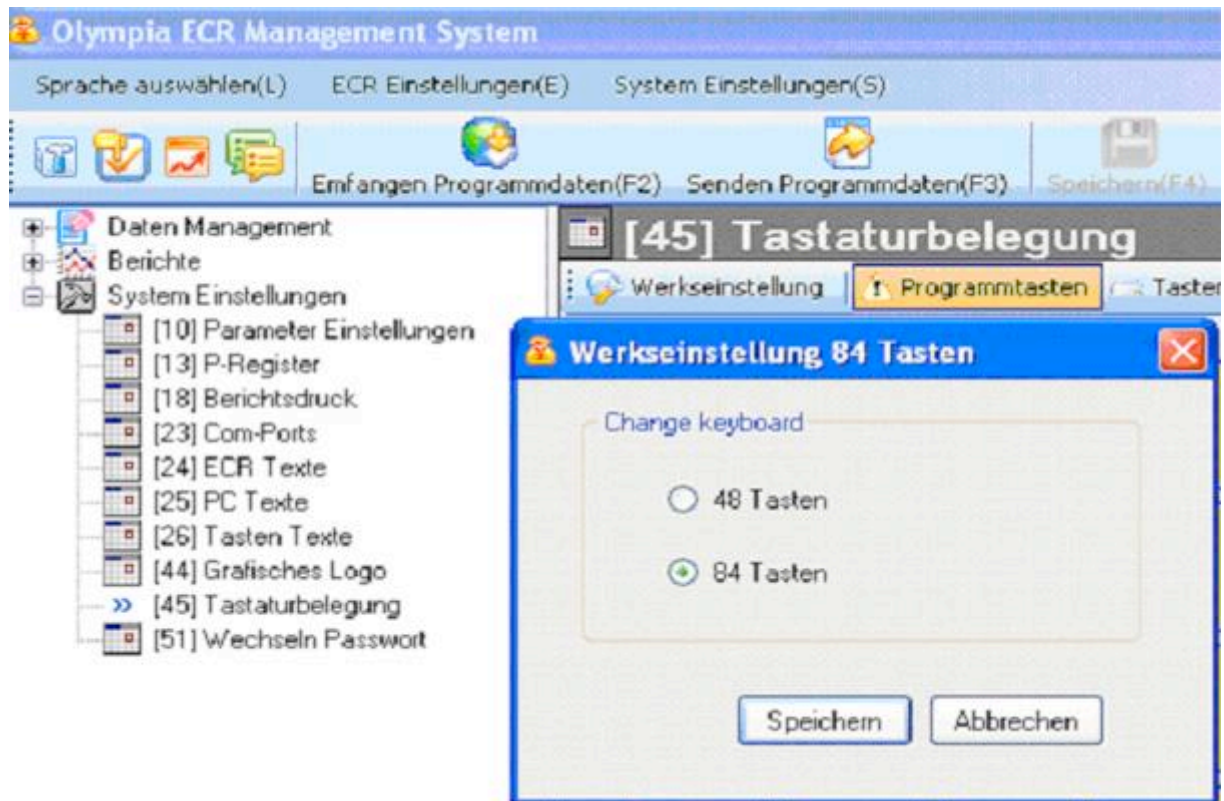 Olympia ECR Management System
Sprache auswählen(L) ECR Einstellungen(E) System Einstellungen(S)
Emfangen Programmdaten(F2) Senden Programmdaten(F3) Speichern(F4)
Daten Management
Berichte
System Einstellungen
[10] Parameter Einstellungen
[13] P-Register
[18] Berichtsdruck
[23] Com-Ports
[24] ECR Texte
[25] PC Texte
[26] Tasten Texte
[44] Grafisches Logo
[45] Tastaturbelegung
[51] Wechseln Passwort
[45] Tastaturbelegung
Werkseinstellung Programmtasten Tasten
Werkseinstellung 84 Tasten
Change keyboard
48 Tasten
84 Tasten
Speichern Abbrechen